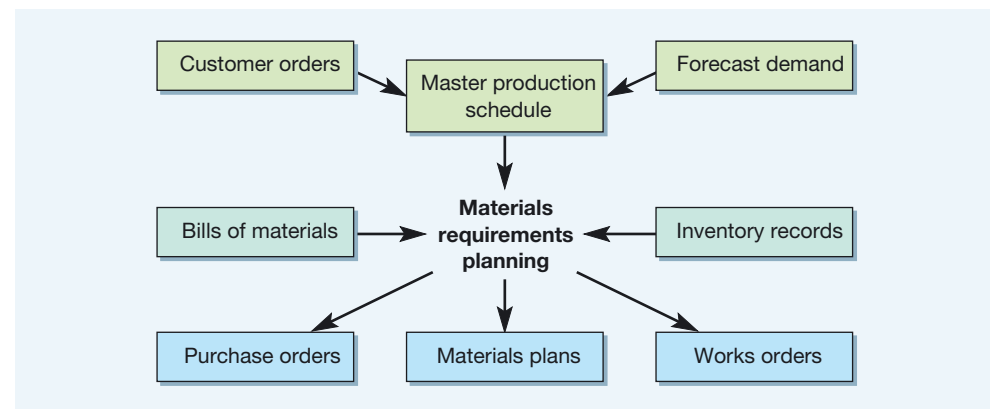 Customer orders
Master production
schedule
Forecast demand
Bills of materials
Materials
requirements
planning
Inventory records
Purchase orders
Materials plans
Works orders